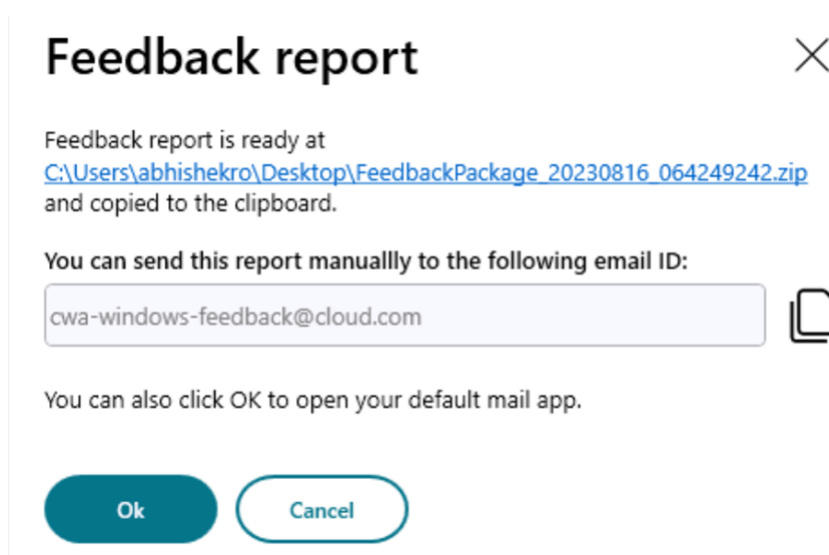 Feedback report
Feedback report is ready at
C:\Users\abhishekro\Desktop\FeedbackPackage_20230816_064249242.zip
and copied to the clipboard.
You can send this report manuallly to the following email ID:
cwa-windows-feedback@cloud.com
You can also click OK to open your default mail app.
Ok
Cancel